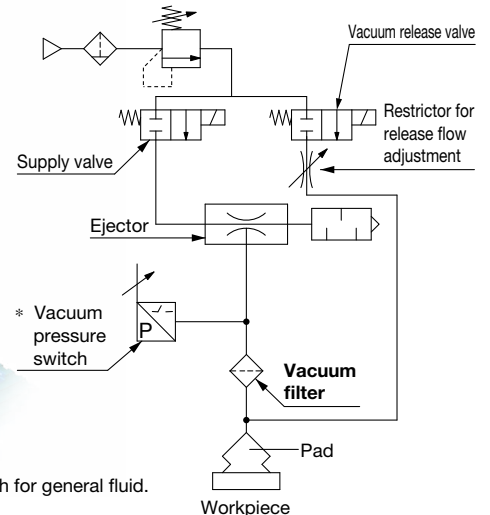 Vacuum release valve
Restrictor for
release flow
adjustment
Supply valve
Ejector
* Vacuum
pressure
switch
P
Vacuum
filter
Pad
h for general fluid.
Workpiece